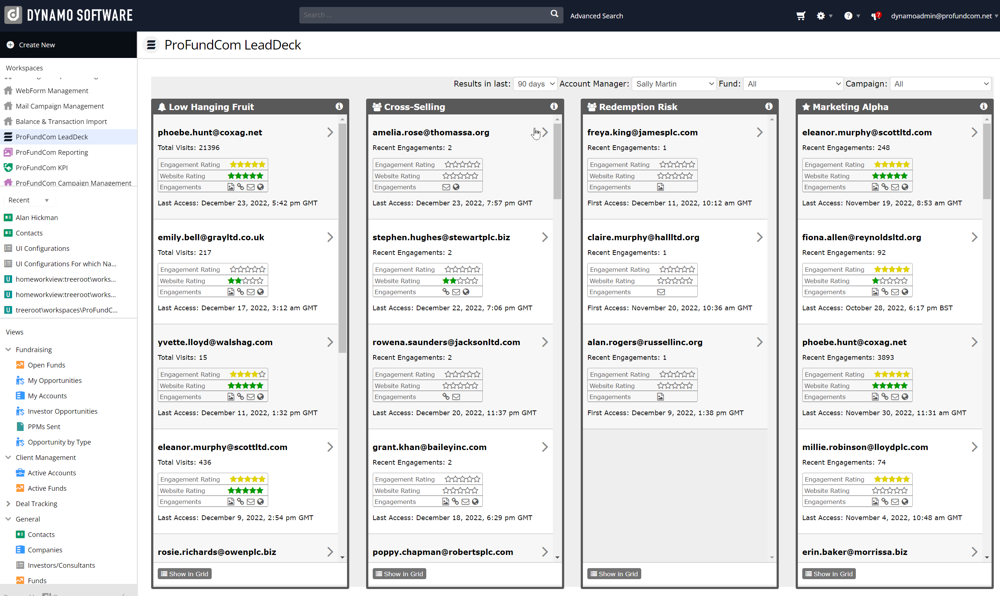 DYNAMO SOFTWARE
Search ...
Advanced Search
7
dynamoadmin@profundcom.net
Create New
ProFundCom LeadDeck
Workspaces
WebForm Management
Mail Campaign Management
Balance & Transaction Import
ProFundCom LeadDeck
ProFundCom Reporting
ProFundCom KPI
ProFundCom Campaign Management
Recent
Alan Hickman
Contacts
UI Configurations
UI Configurations For which Na...
homeworkview:treeroot\works...
homeworkview:treeroot\works...
treeroot\workspaces\ProFundC...
Views
Fundraising
Open Funds
My Opportunities
My Accounts
Investor Opportunities
PPMs Sent
Opportunity by Type
Client Management
Active Accounts
Active Funds
Deal Tracking
General
Contacts
Companies
Investors/Consultants
Funds
Results in last: 90 days Account Manager: Sally Martin Fund: All Campaign: All
Low Hanging Fruit
phoebe.hunt@coxag.net
Total Visits: 21396
Engagement Rating
Website Rating
Engagements
Last Access: December 23, 2022, 5:42 pm GMT
emily.bell@grayltd.co.uk
Total Visits: 217
Engagement Rating
Website Rating
Engagements
Last Access: December 17, 2022, 3:12 am GMT
yvette.lloyd@walshag.com
Total Visits: 15
Engagement Rating
Website Rating
Engagements
Last Access: December 11, 2022, 1:32 pm GMT
eleanor.murphy@scottltd.com
Total Visits: 436
Engagement Rating
Website Rating
Engagements
Last Access: December 9, 2022, 2:54 pm GMT
rosie.richards@owenplc.biz
Show in Grid
Cross-Selling
amelia.rose@thomassa.org
Recent Engagements: 2
Engagement Rating
Website Rating
Engagements
Last Access: December 23, 2022, 7:57 pm GMT
stephen.hughes@stewartplc.biz
Recent Engagements: 2
Engagement Rating
Website Rating
Engagements
Last Access: December 22, 2022, 7:06 pm GMT
rowena.saunders@jacksonltd.com
Recent Engagements: 2
Engagement Rating
Website Rating
Engagements
Last Access: December 20, 2022, 11:37 pm GMT
grant.khan@baileyinc.com
Recent Engagements: 2
Engagement Rating
Website Rating
Engagements
Last Access: December 18, 2022, 6:29 pm GMT
poppy.chapman@robertsplc.com
Show in Grid
Redemption Risk
freya.king@jamesplc.com
Recent Engagements: 1
Engagement Rating
Website Rating
Engagements
First Access: December 11, 2022, 10:12 am GMT
claire.murphy@hallltd.org
Recent Engagements: 1
Engagement Rating
Website Rating
Engagements
First Access: November 20, 2022, 10:36 am GMT
alan.rogers@russellinc.org
Recent Engagements: 1
Engagement Rating
Website Rating
Engagements
First Access: December 9, 2022, 1:38 pm GMT
Show in Grid
Marketing Alpha
eleanor.murphy@scottltd.com
Recent Engagements: 248
Engagement Rating
Website Rating
Engagements
Last Access: November 19, 2022, 8:53 am GMT
fiona.allen@reynoldsltd.org
Recent Engagements: 92
Engagement Rating
Website Rating
Engagements
Last Access: October 28, 2022, 6:17 pm BST
phoebe.hunt@coxag.net
Recent Engagements: 3893
Engagement Rating
Website Rating
Engagements
Last Access: November 30, 2022, 11:31 am GMT
millie.robinson@lloydplc.com
Recent Engagements: 74
Engagement Rating
Website Rating
Engagements
Last Access: November 4, 2022, 10:48 am GMT
erin.baker@morrissa.biz
Show in Grid